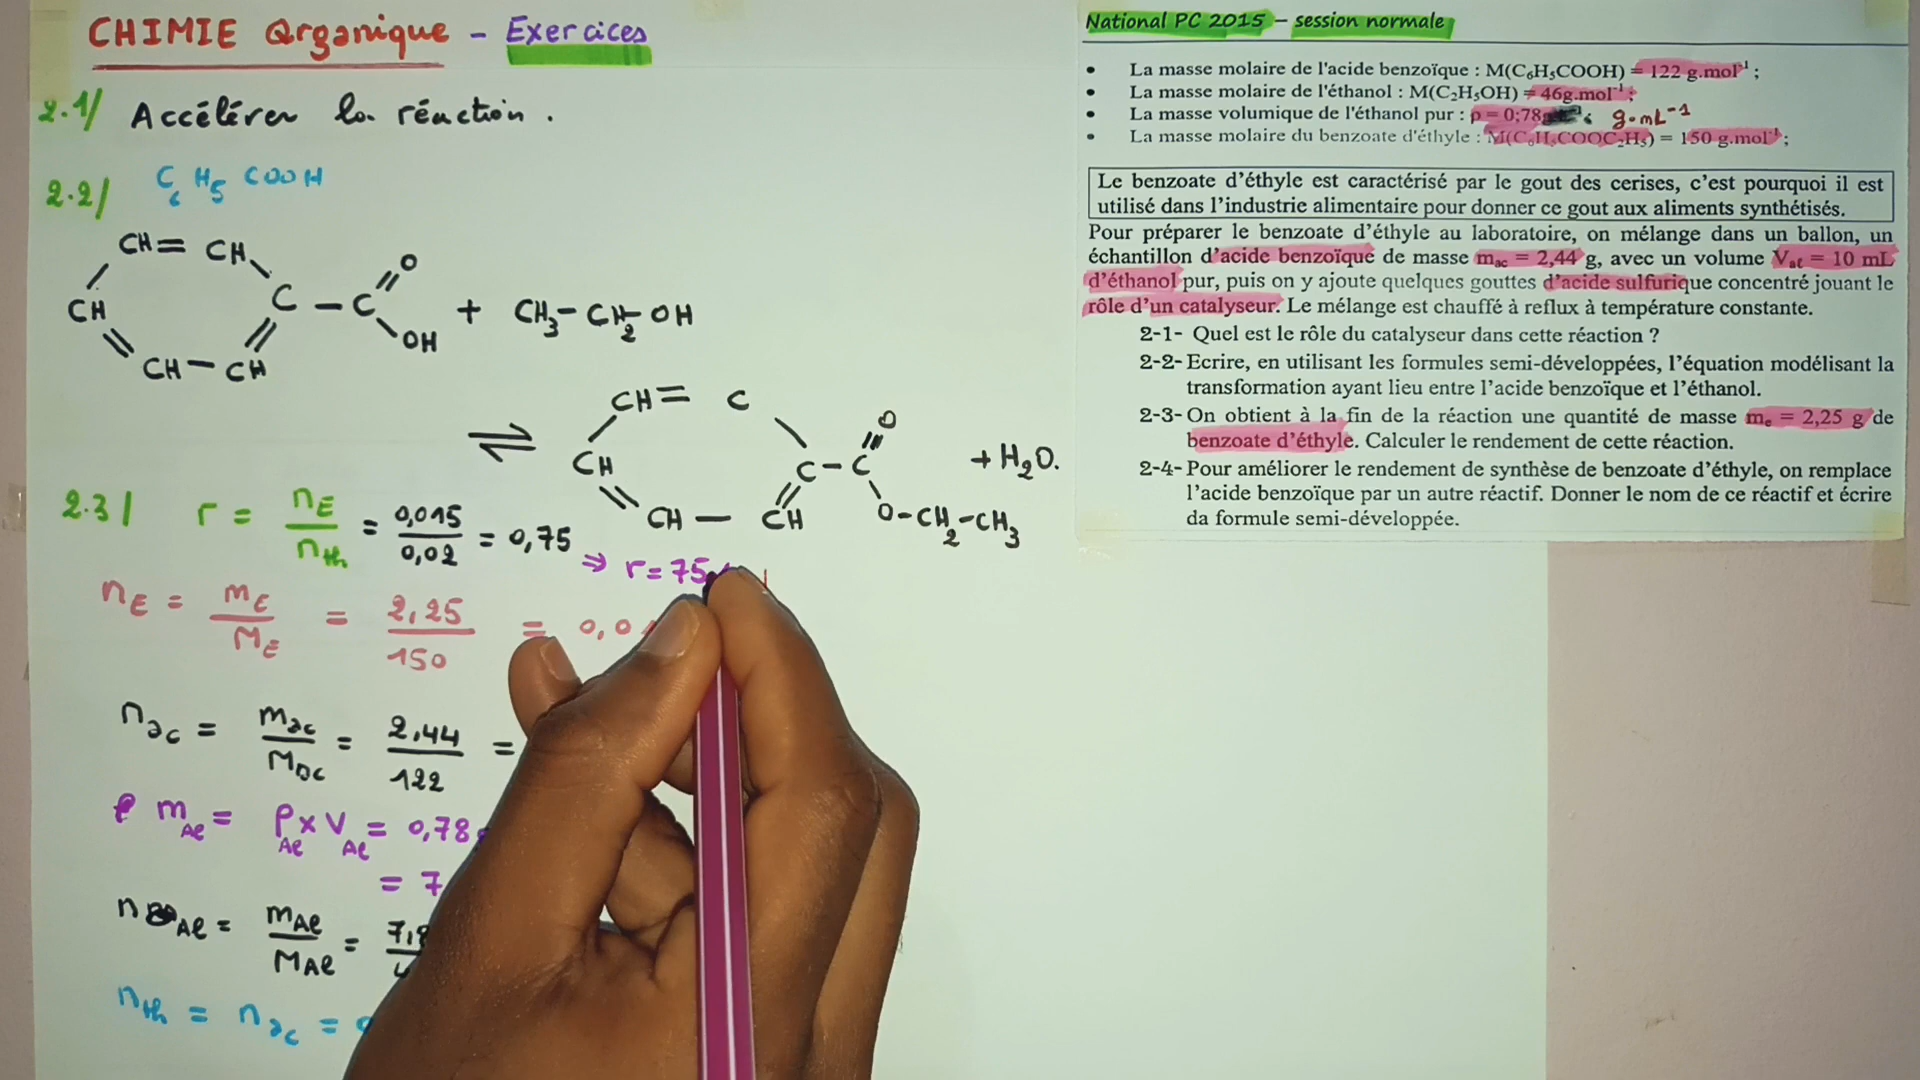 CHIMIE Organique - Exercices
2.1/ Accélérer la réaction.
2.2/ C6H5COOH
CH= CH
CH C - C O
OH
CH - CH
+ CH3-CH2-OH
⇌
CH= C
CH C-C O
CH - CH O-CH2-CH3
+H2O.
2.3/ r = nE/nth = 0,015/0,02 = 0,75
⇒ r=75
nE = mE/ME = 2,25/150 = 0,0
nac = mac/Mac = 2,44/122 =
mAl = ρAl x VAl = 0,78
= 7
nAl = mAl/MAl =
nth = nac =
National PC 2015 – session normale
• La masse molaire de l'acide benzoïque : M(C6H5COOH) = 122 g.mol-1 ;
• La masse molaire de l'éthanol : M(C2H5OH) = 46g.mol-1 ;
• La masse volumique de l'éthanol pur : ρ = 0;78 g.mL-1
• La masse molaire du benzoate d'éthyle : M(C6H5COOC2H5) = 150 g.mol-1 ;
Le benzoate d'éthyle est caractérisé par le gout des cerises, c'est pourquoi il est
utilisé dans l'industrie alimentaire pour donner ce gout aux aliments synthétisés.
Pour préparer le benzoate d'éthyle au laboratoire, on mélange dans un ballon, un
échantillon d'acide benzoïque de masse mac = 2,44 g, avec un volume Val = 10 mL
d'éthanol pur, puis on y ajoute quelques gouttes d'acide sulfurique concentré jouant le
rôle d'un catalyseur. Le mélange est chauffé à reflux à température constante.
2-1- Quel est le rôle du catalyseur dans cette réaction ?
2-2- Ecrire, en utilisant les formules semi-développées, l'équation modélisant la
transformation ayant lieu entre l'acide benzoïque et l'éthanol.
2-3- On obtient à la fin de la réaction une quantité de masse me = 2,25 g de
benzoate d'éthyle. Calculer le rendement de cette réaction.
2-4- Pour améliorer le rendement de synthèse de benzoate d'éthyle, on remplace
l'acide benzoïque par un autre réactif. Donner le nom de ce réactif et écrire
da formule semi-développée.